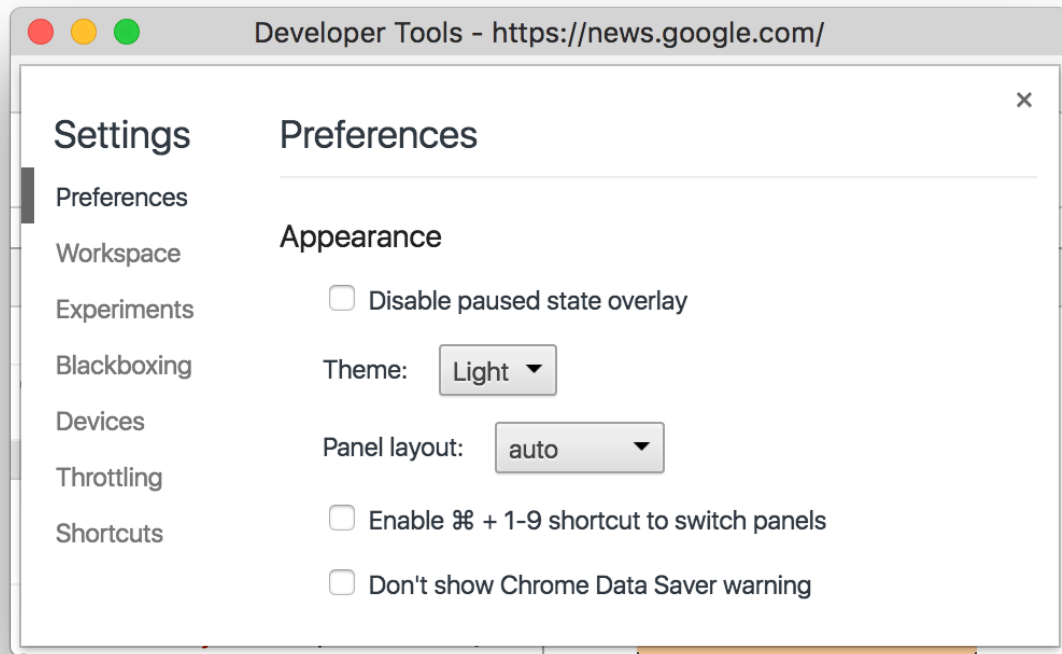 Developer Tools - https://news.google.com/
×
Settings
Preferences
Workspace
Experiments
Blackboxing
Devices
Throttling
Shortcuts
Preferences
Appearance
Disable paused state overlay
Theme: Light
Panel layout: auto
Enable ⌘ + 1-9 shortcut to switch panels
Don't show Chrome Data Saver warning